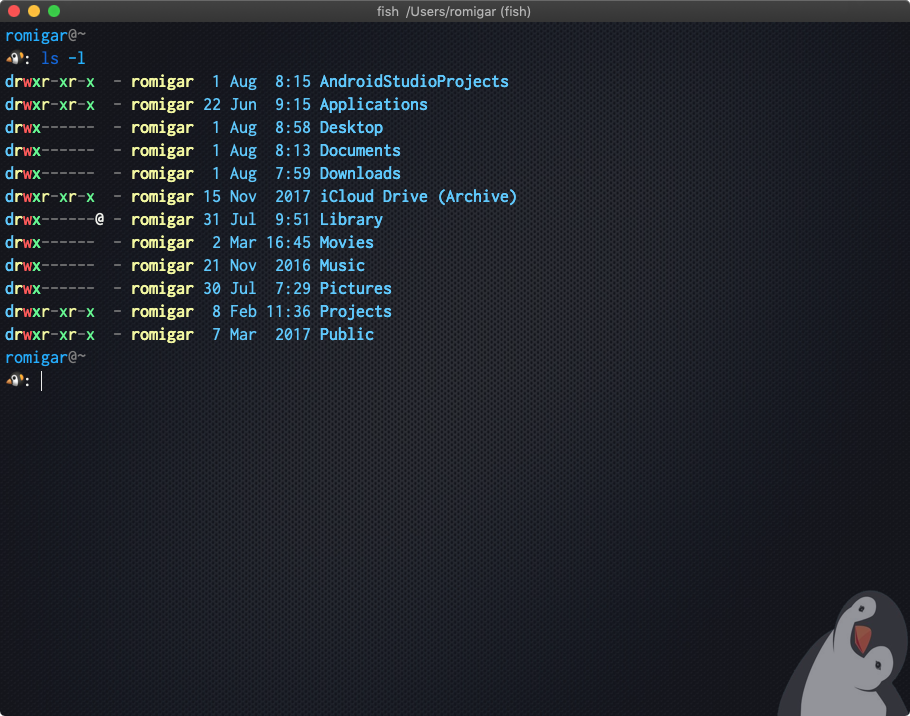 fish /Users/romigar (fish)
romigar@~
: ls -l
drwxr-xr-x  - romigar  1 Aug  8:15 AndroidStudioProjects
drwxr-xr-x  - romigar 22 Jun  9:15 Applications
drwx------  - romigar  1 Aug  8:58 Desktop
drwx------  - romigar  1 Aug  8:13 Documents
drwx------  - romigar  1 Aug  7:59 Downloads
drwxr-xr-x  - romigar 15 Nov  2017 iCloud Drive (Archive)
drwx------@ - romigar 31 Jul  9:51 Library
drwx------  - romigar  2 Mar 16:45 Movies
drwx------  - romigar 21 Nov  2016 Music
drwx------  - romigar 30 Jul  7:29 Pictures
drwxr-xr-x  - romigar  8 Feb 11:36 Projects
drwxr-xr-x  - romigar  7 Mar  2017 Public
romigar@~
: